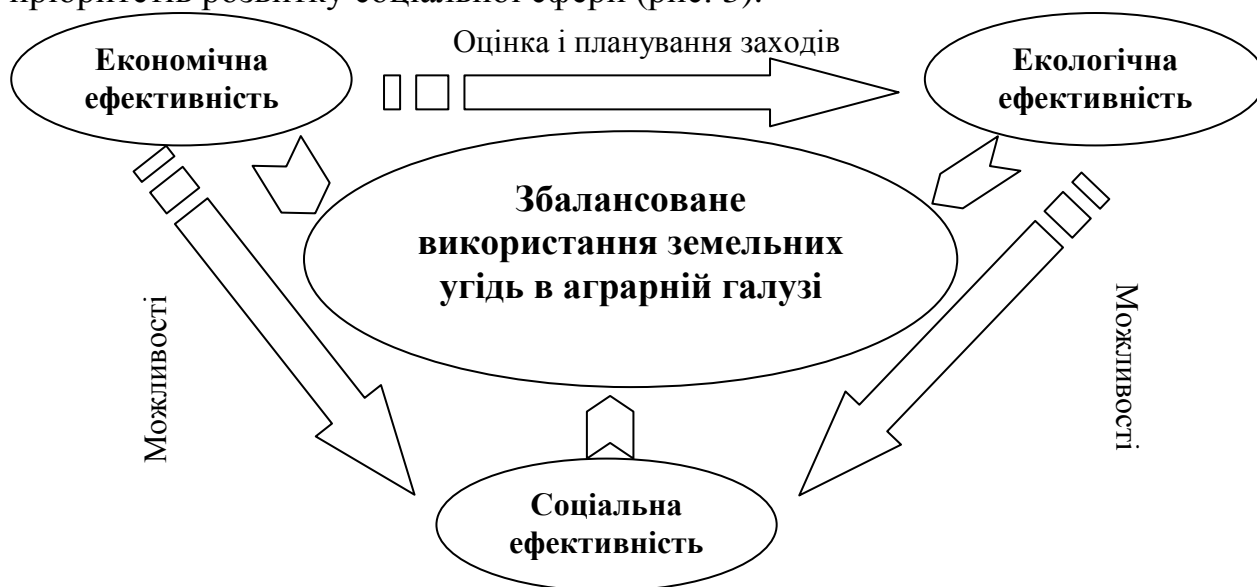 пріоритетів розвитку соціальної сфери (рис. 3).
Оцінка і планування заходів
Економічна
ефективність
Екологічна
ефективність
Збалансоване
використання земельних
угідь в аграрній галузі
Можливості
Можливості
Соціальна
ефективність